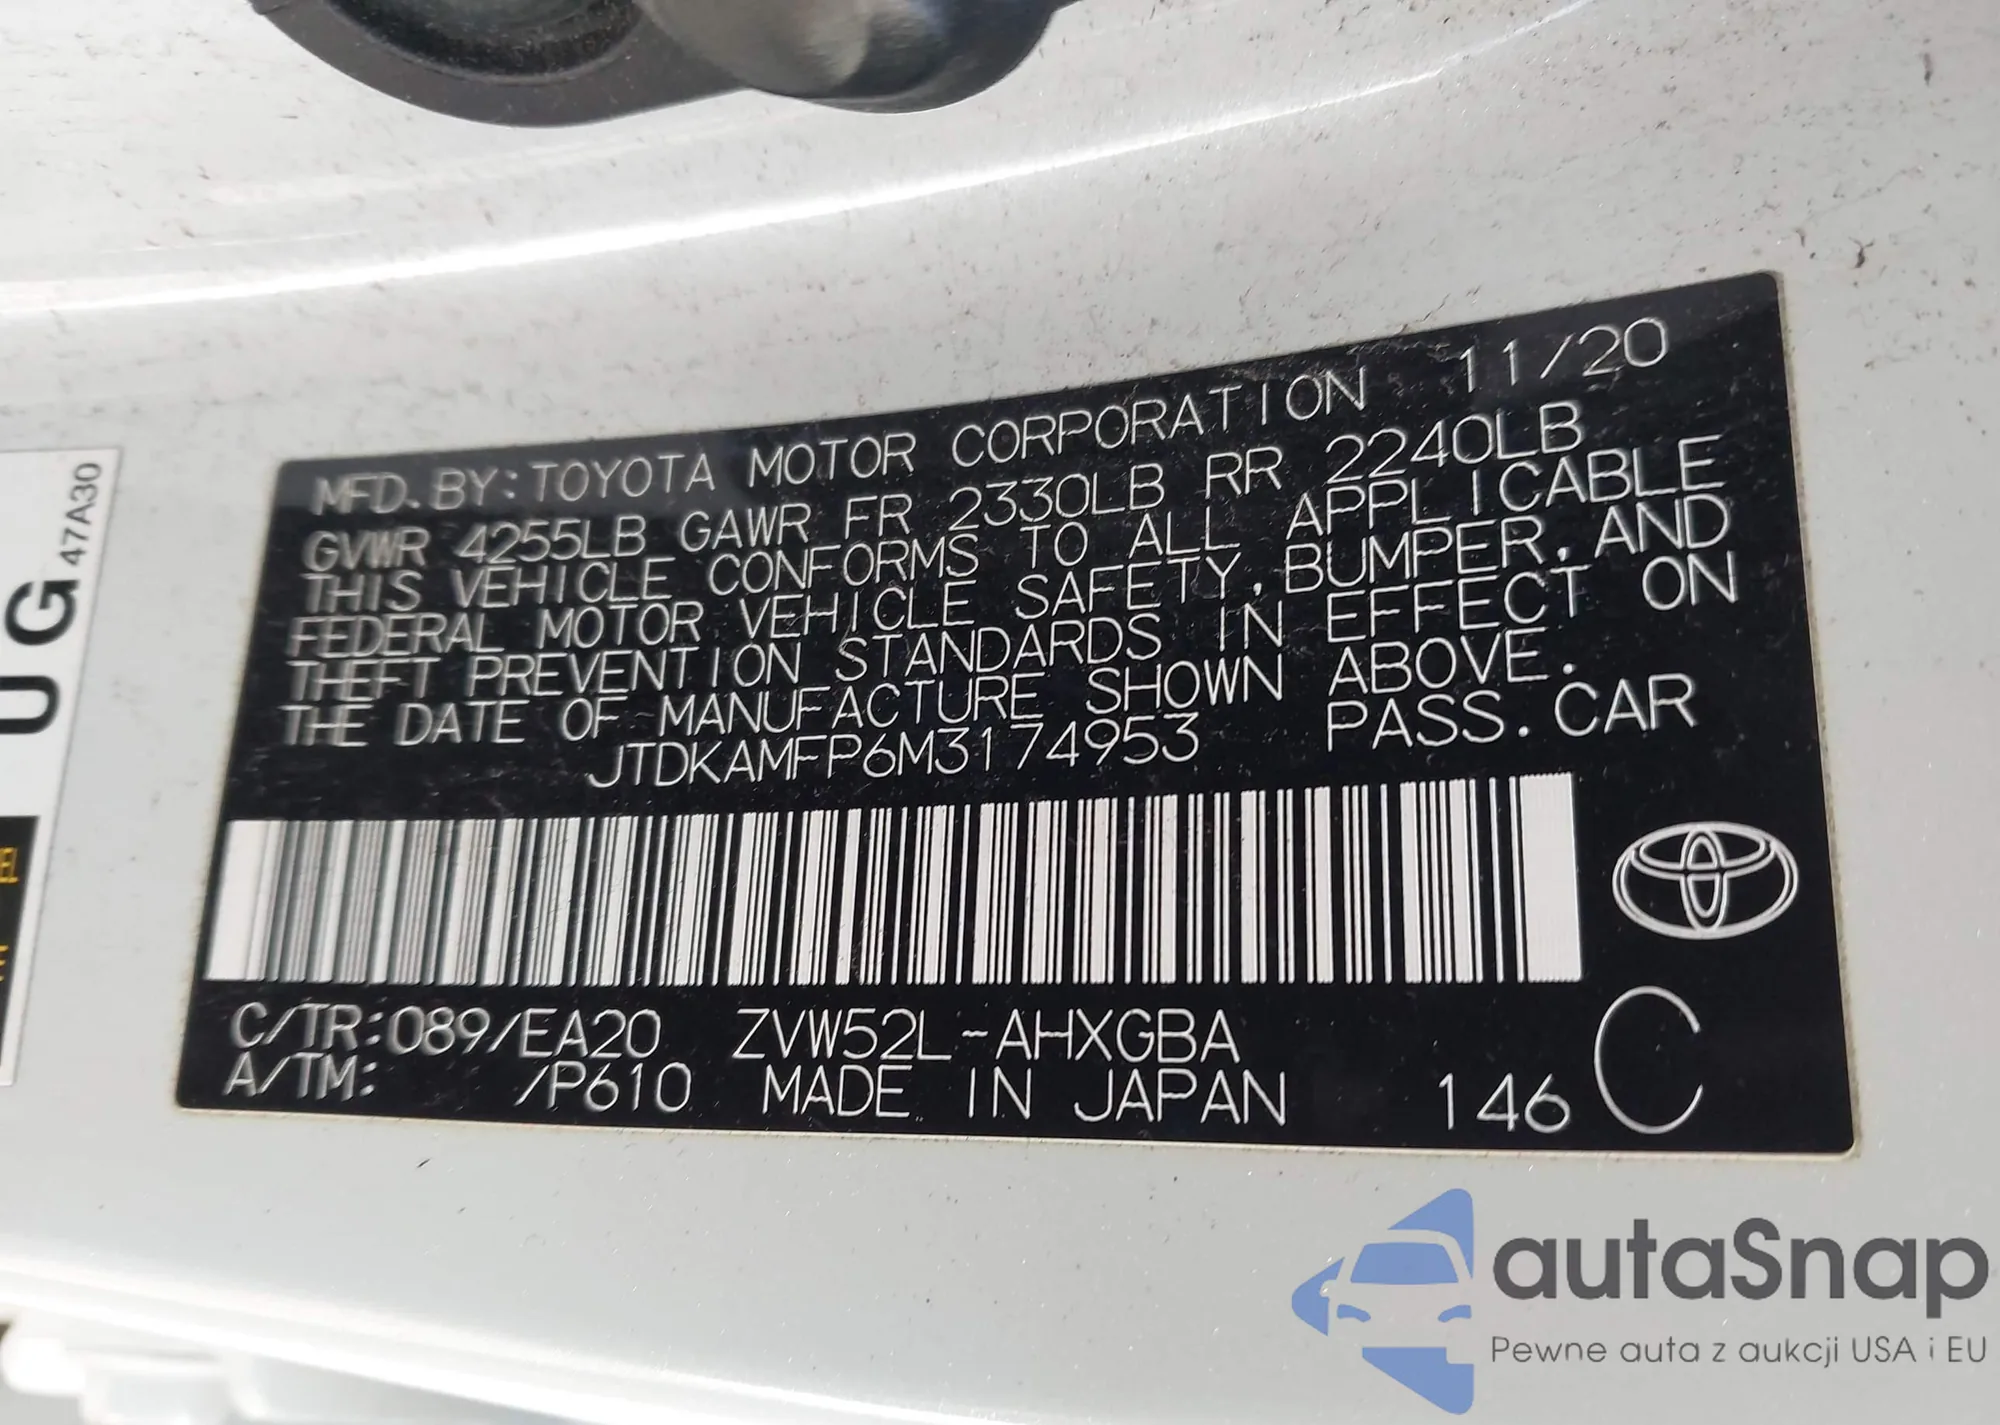 UG
47A30
MFD. BY: TOYOTA MOTOR CORPORATION 11/20
GVWR 4255LB GAWR FR 2330LB RR 2240LB
THIS VEHICLE CONFORMS TO ALL APPLICABLE
FEDERAL MOTOR VEHICLE SAFETY, BUMPER, AND
THEFT PREVENTION STANDARDS IN EFFECT ON
THE DATE OF MANUFACTURE SHOWN ABOVE.
JTDKAMFP6M3174953 PASS. CAR
C/TR:089/EA20 ZVW52L-AHXGBA
A/TM: /P610 MADE IN JAPAN 146 C
autaSnap
Pewne auta z aukcji USA i EU